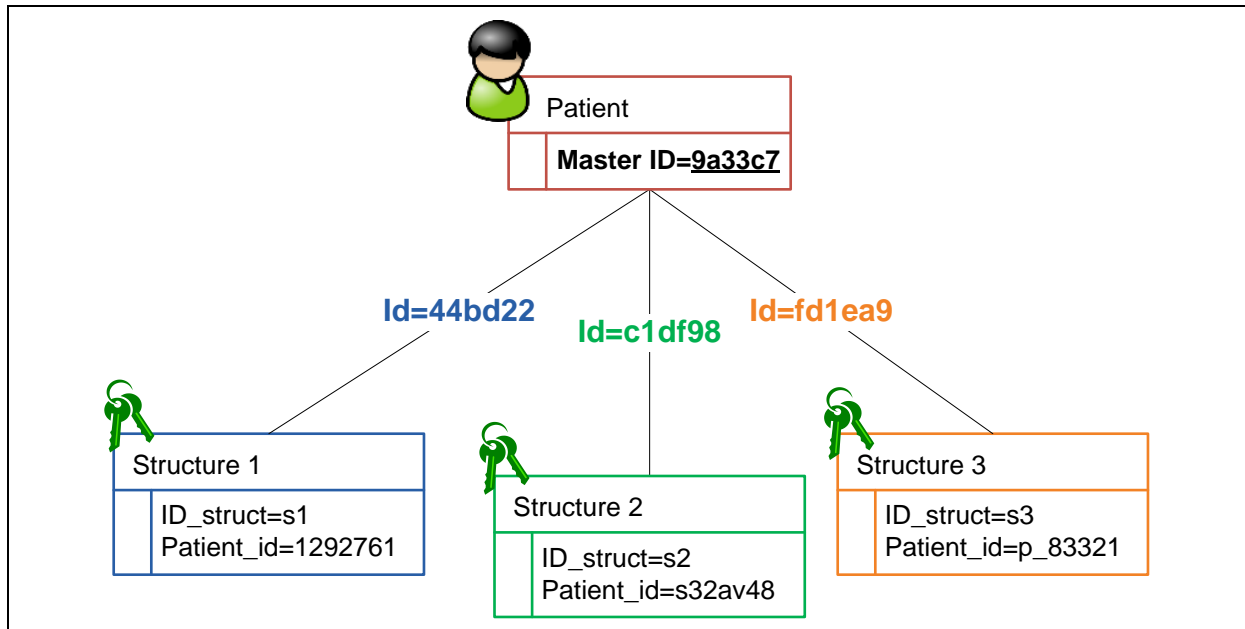 Patient
Master ID=9a33c7
Id=44bd22
Id=c1df98
Id=fd1ea9
Structure 1
ID_struct=s1
Patient_id=1292761
Structure 2
ID_struct=s2
Patient_id=s32av48
Structure 3
ID_struct=s3
Patient_id=p_83321